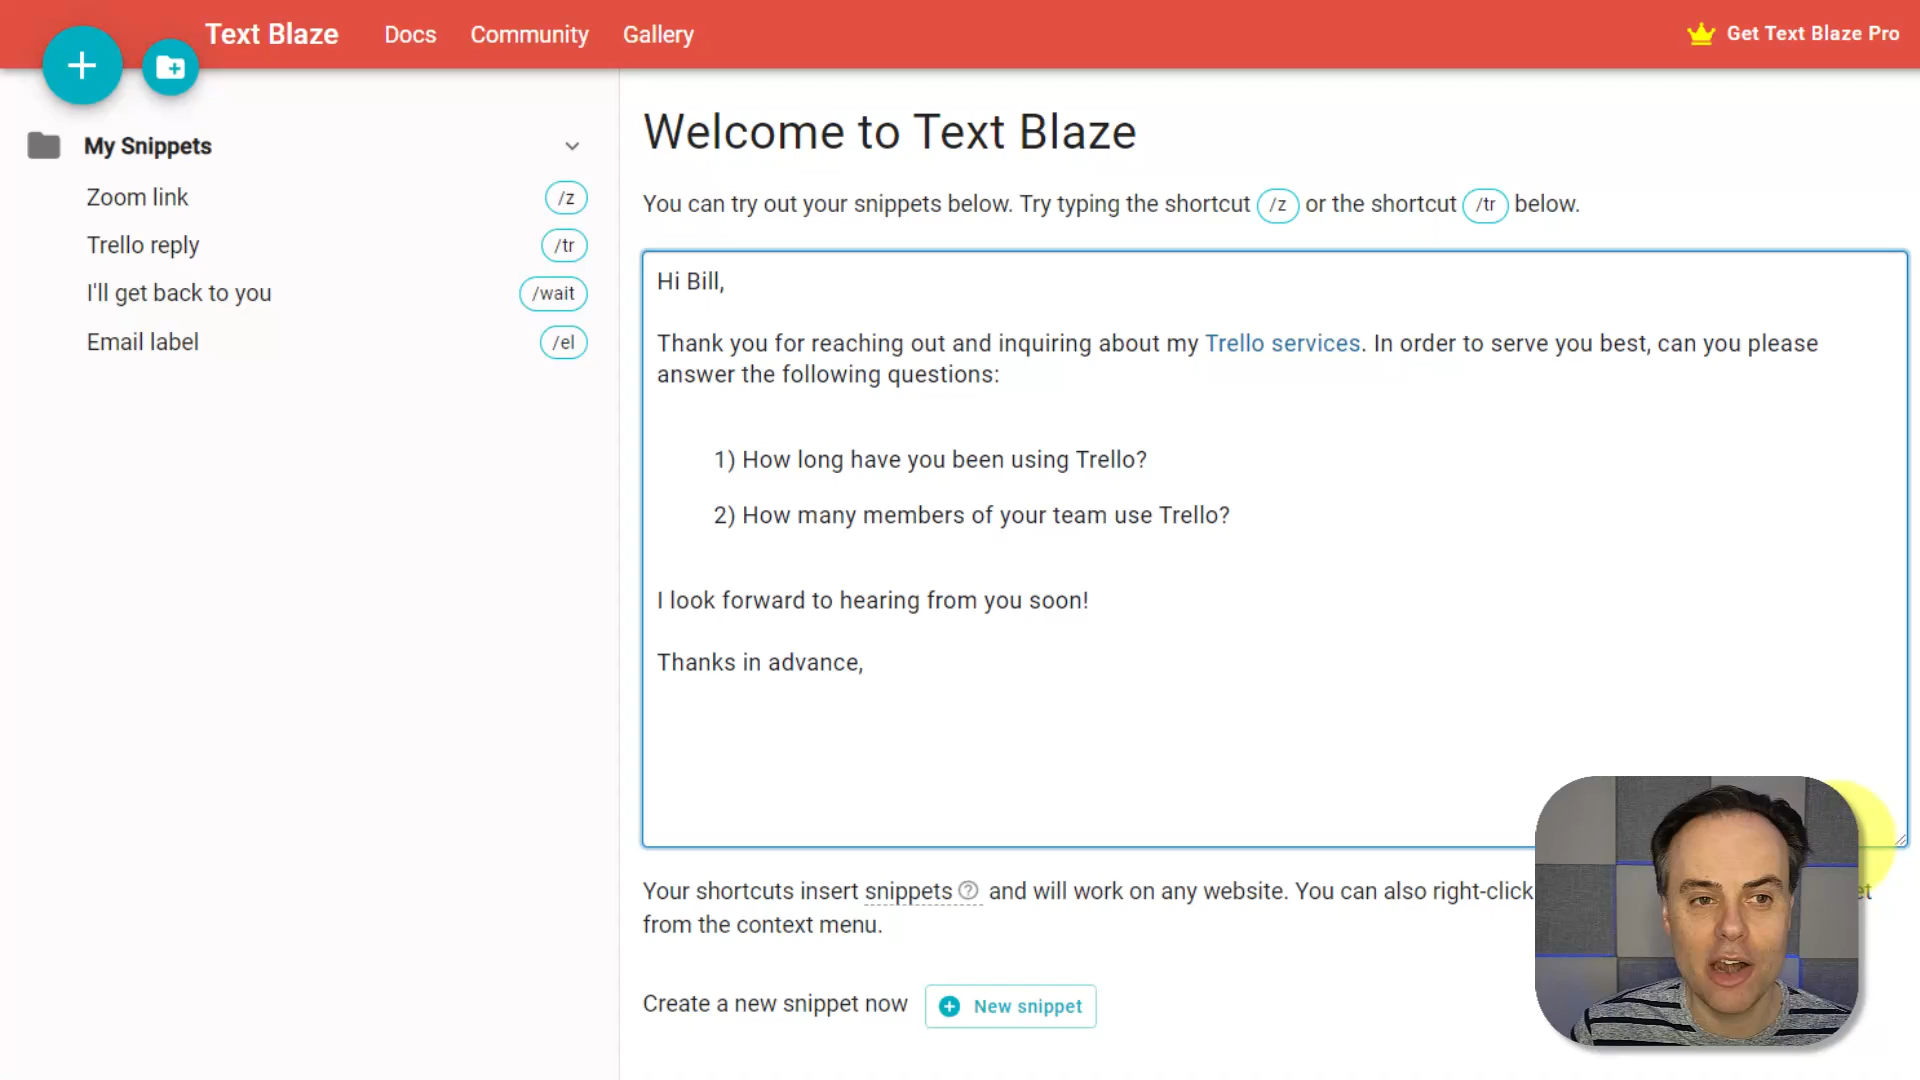 Text Blaze
Docs
Community
Gallery
Get Text Blaze Pro
My Snippets
Zoom link
/z
Trello reply
/tr
I'll get back to you
/wait
Email label
/el
Welcome to Text Blaze
You can try out your snippets below. Try typing the shortcut /z or the shortcut /tr below.
Hi Bill,
Thank you for reaching out and inquiring about my Trello services. In order to serve you best, can you please
answer the following questions:
1) How long have you been using Trello?
2) How many members of your team use Trello?
I look forward to hearing from you soon!
Thanks in advance,
Your shortcuts insert snippets and will work on any website. You can also right-click
from the context menu.
Create a new snippet now
New snippet